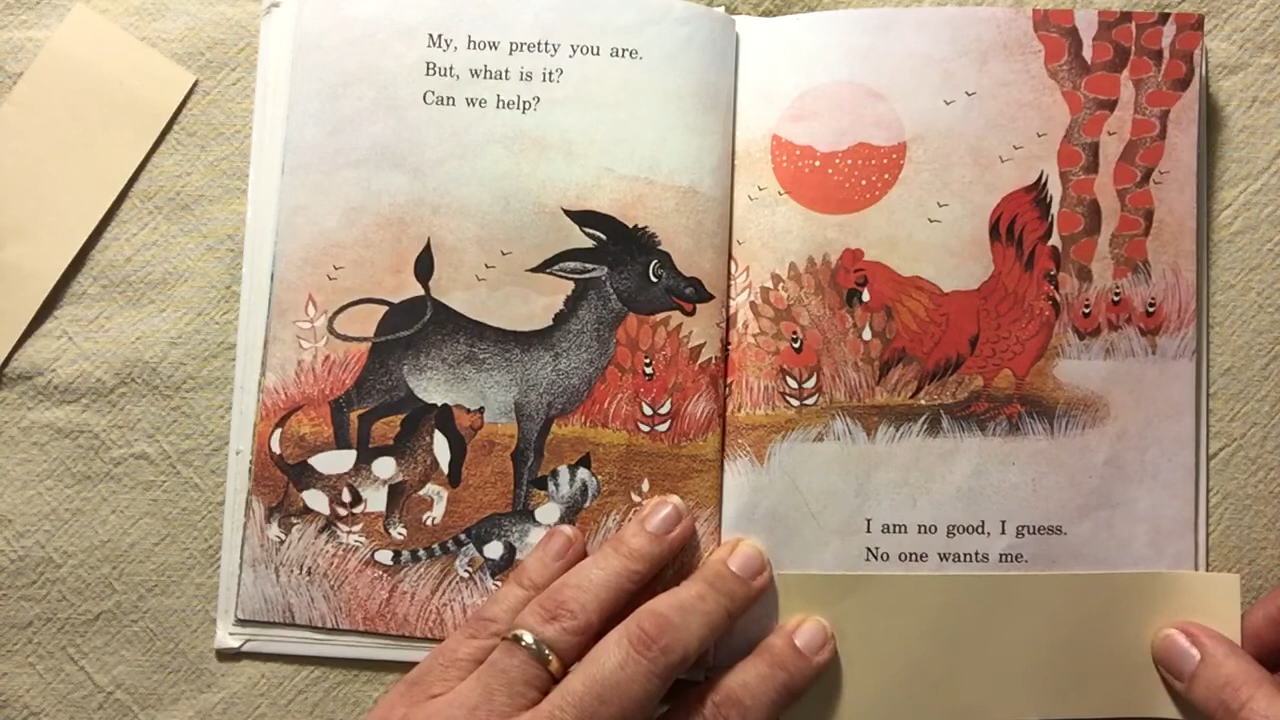 My, how pretty you are.
But, what is it?
Can we help?
I am no good, I guess.
No one wants me.